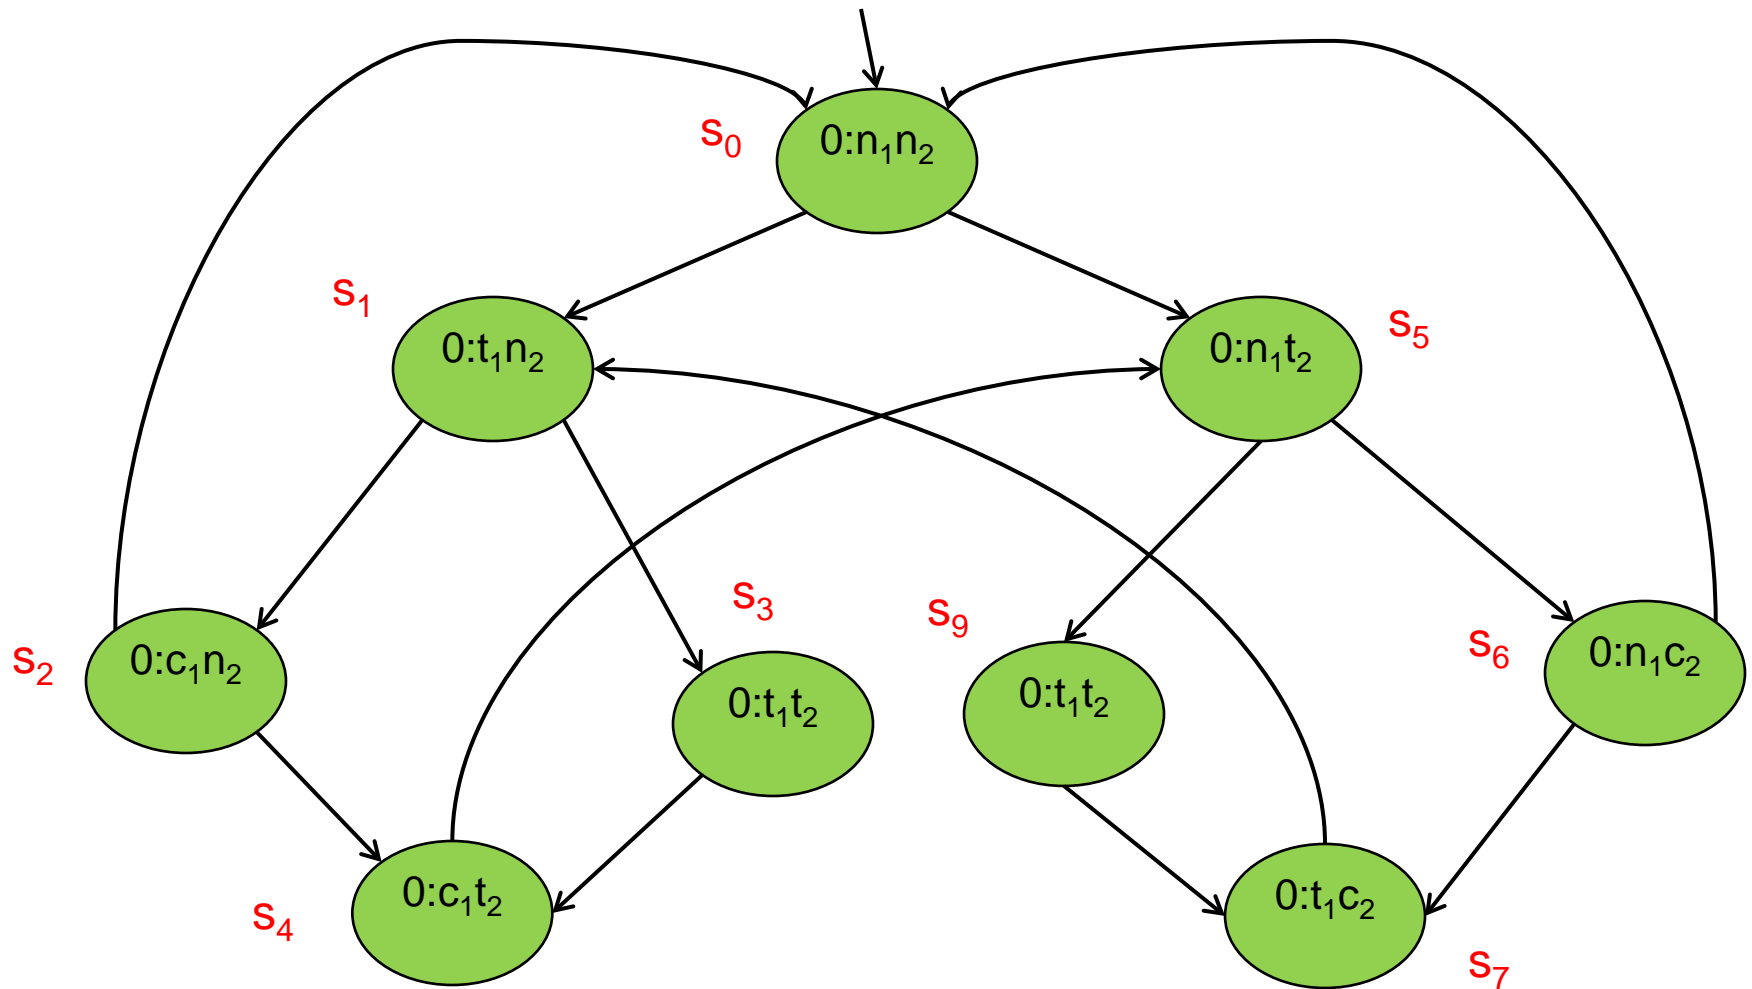 s₀
0:n₁n₂
s₁
0:t₁n₂
0:n₁t₂
s₅
s₂
0:c₁n₂
s₃
0:t₁t₂
s₉
0:t₁t₂
s₆
0:n₁c₂
s₄
0:c₁t₂
0:t₁c₂
s₇